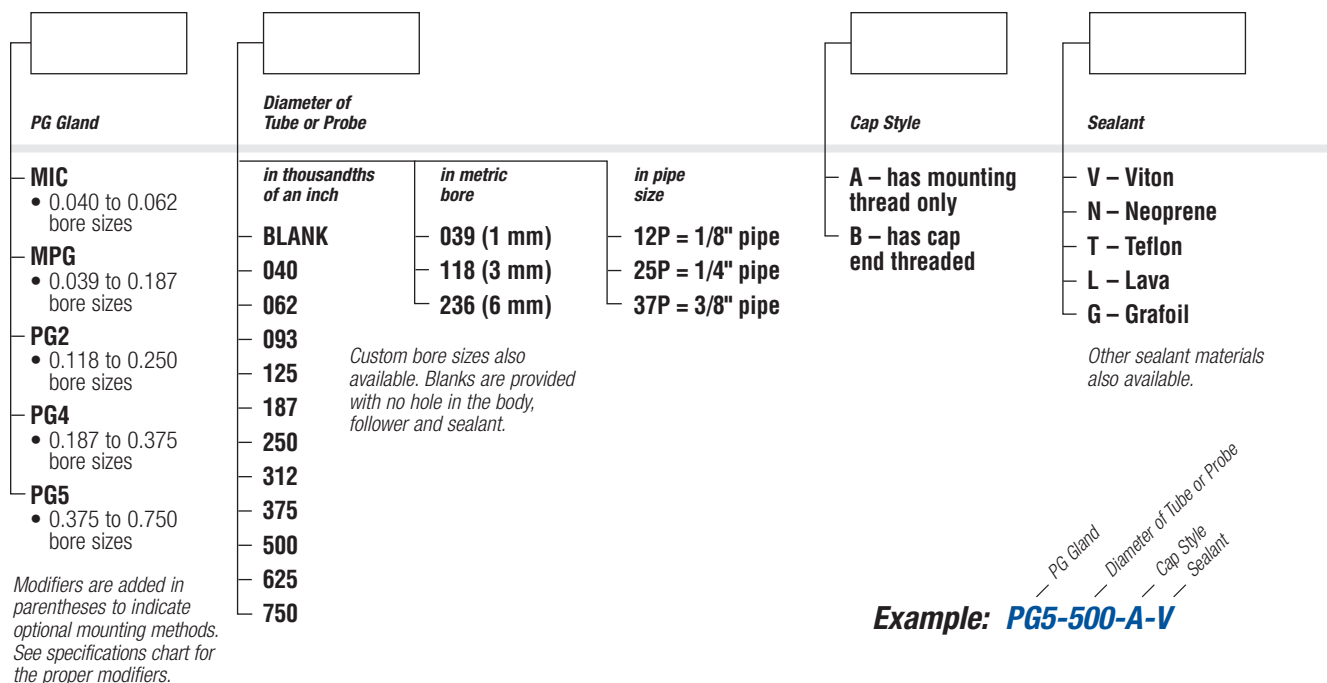 PG Gland
MIC
• 0.040 to 0.062
bore sizes
MPG
• 0.039 to 0.187
bore sizes
PG2
• 0.118 to 0.250
bore sizes
PG4
• 0.187 to 0.375
bore sizes
PG5
• 0.375 to 0.750
bore sizes
Modifiers are added in
parentheses to indicate
optional mounting methods.
See specifications chart for
the proper modifiers.
Diameter of
Tube or Probe
in thousandths
of an inch
BLANK
040
062
093
125
187
250
312
375
500
625
750
in metric
bore
039 (1 mm)
118 (3 mm)
236 (6 mm)
in pipe
size
12P = 1/8" pipe
25P = 1/4" pipe
37P = 3/8" pipe
Custom bore sizes also
available. Blanks are provided
with no hole in the body,
follower and sealant.
Cap Style
A – has mounting
thread only
B – has cap
end threaded
Sealant
V – Viton
N – Neoprene
T – Teflon
L – Lava
G – Grafoil
Other sealant materials
also available.
PG Gland
Diameter of Tube or Probe
Cap Style
Sealant
Example: PG5-500-A-V